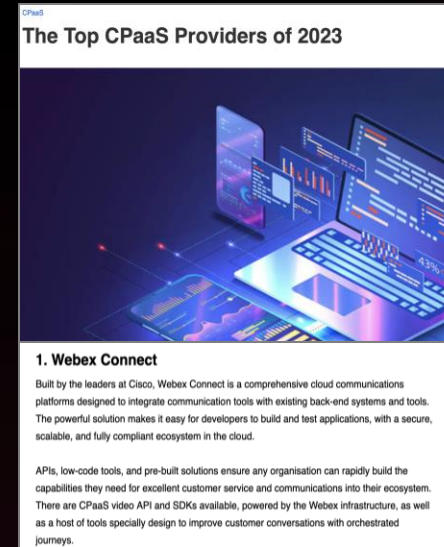 CPaaS
The Top CPaaS Providers of 2023
43%
1. Webex Connect
Built by the leaders at Cisco, Webex Connect is a comprehensive cloud communications
platforms designed to integrate communication tools with existing back-end systems and tools.
The powerful solution makes it easy for developers to build and test applications, with a secure,
scalable, and fully compliant ecosystem in the cloud.
APIs, low-code tools, and pre-built solutions ensure any organisation can rapidly build the
capabilities they need for excellent customer service and communications into their ecosystem.
There are CPaaS video API and SDKs available, powered by the Webex infrastructure, as well
as a host of tools specially design to improve customer conversations with orchestrated
journeys.